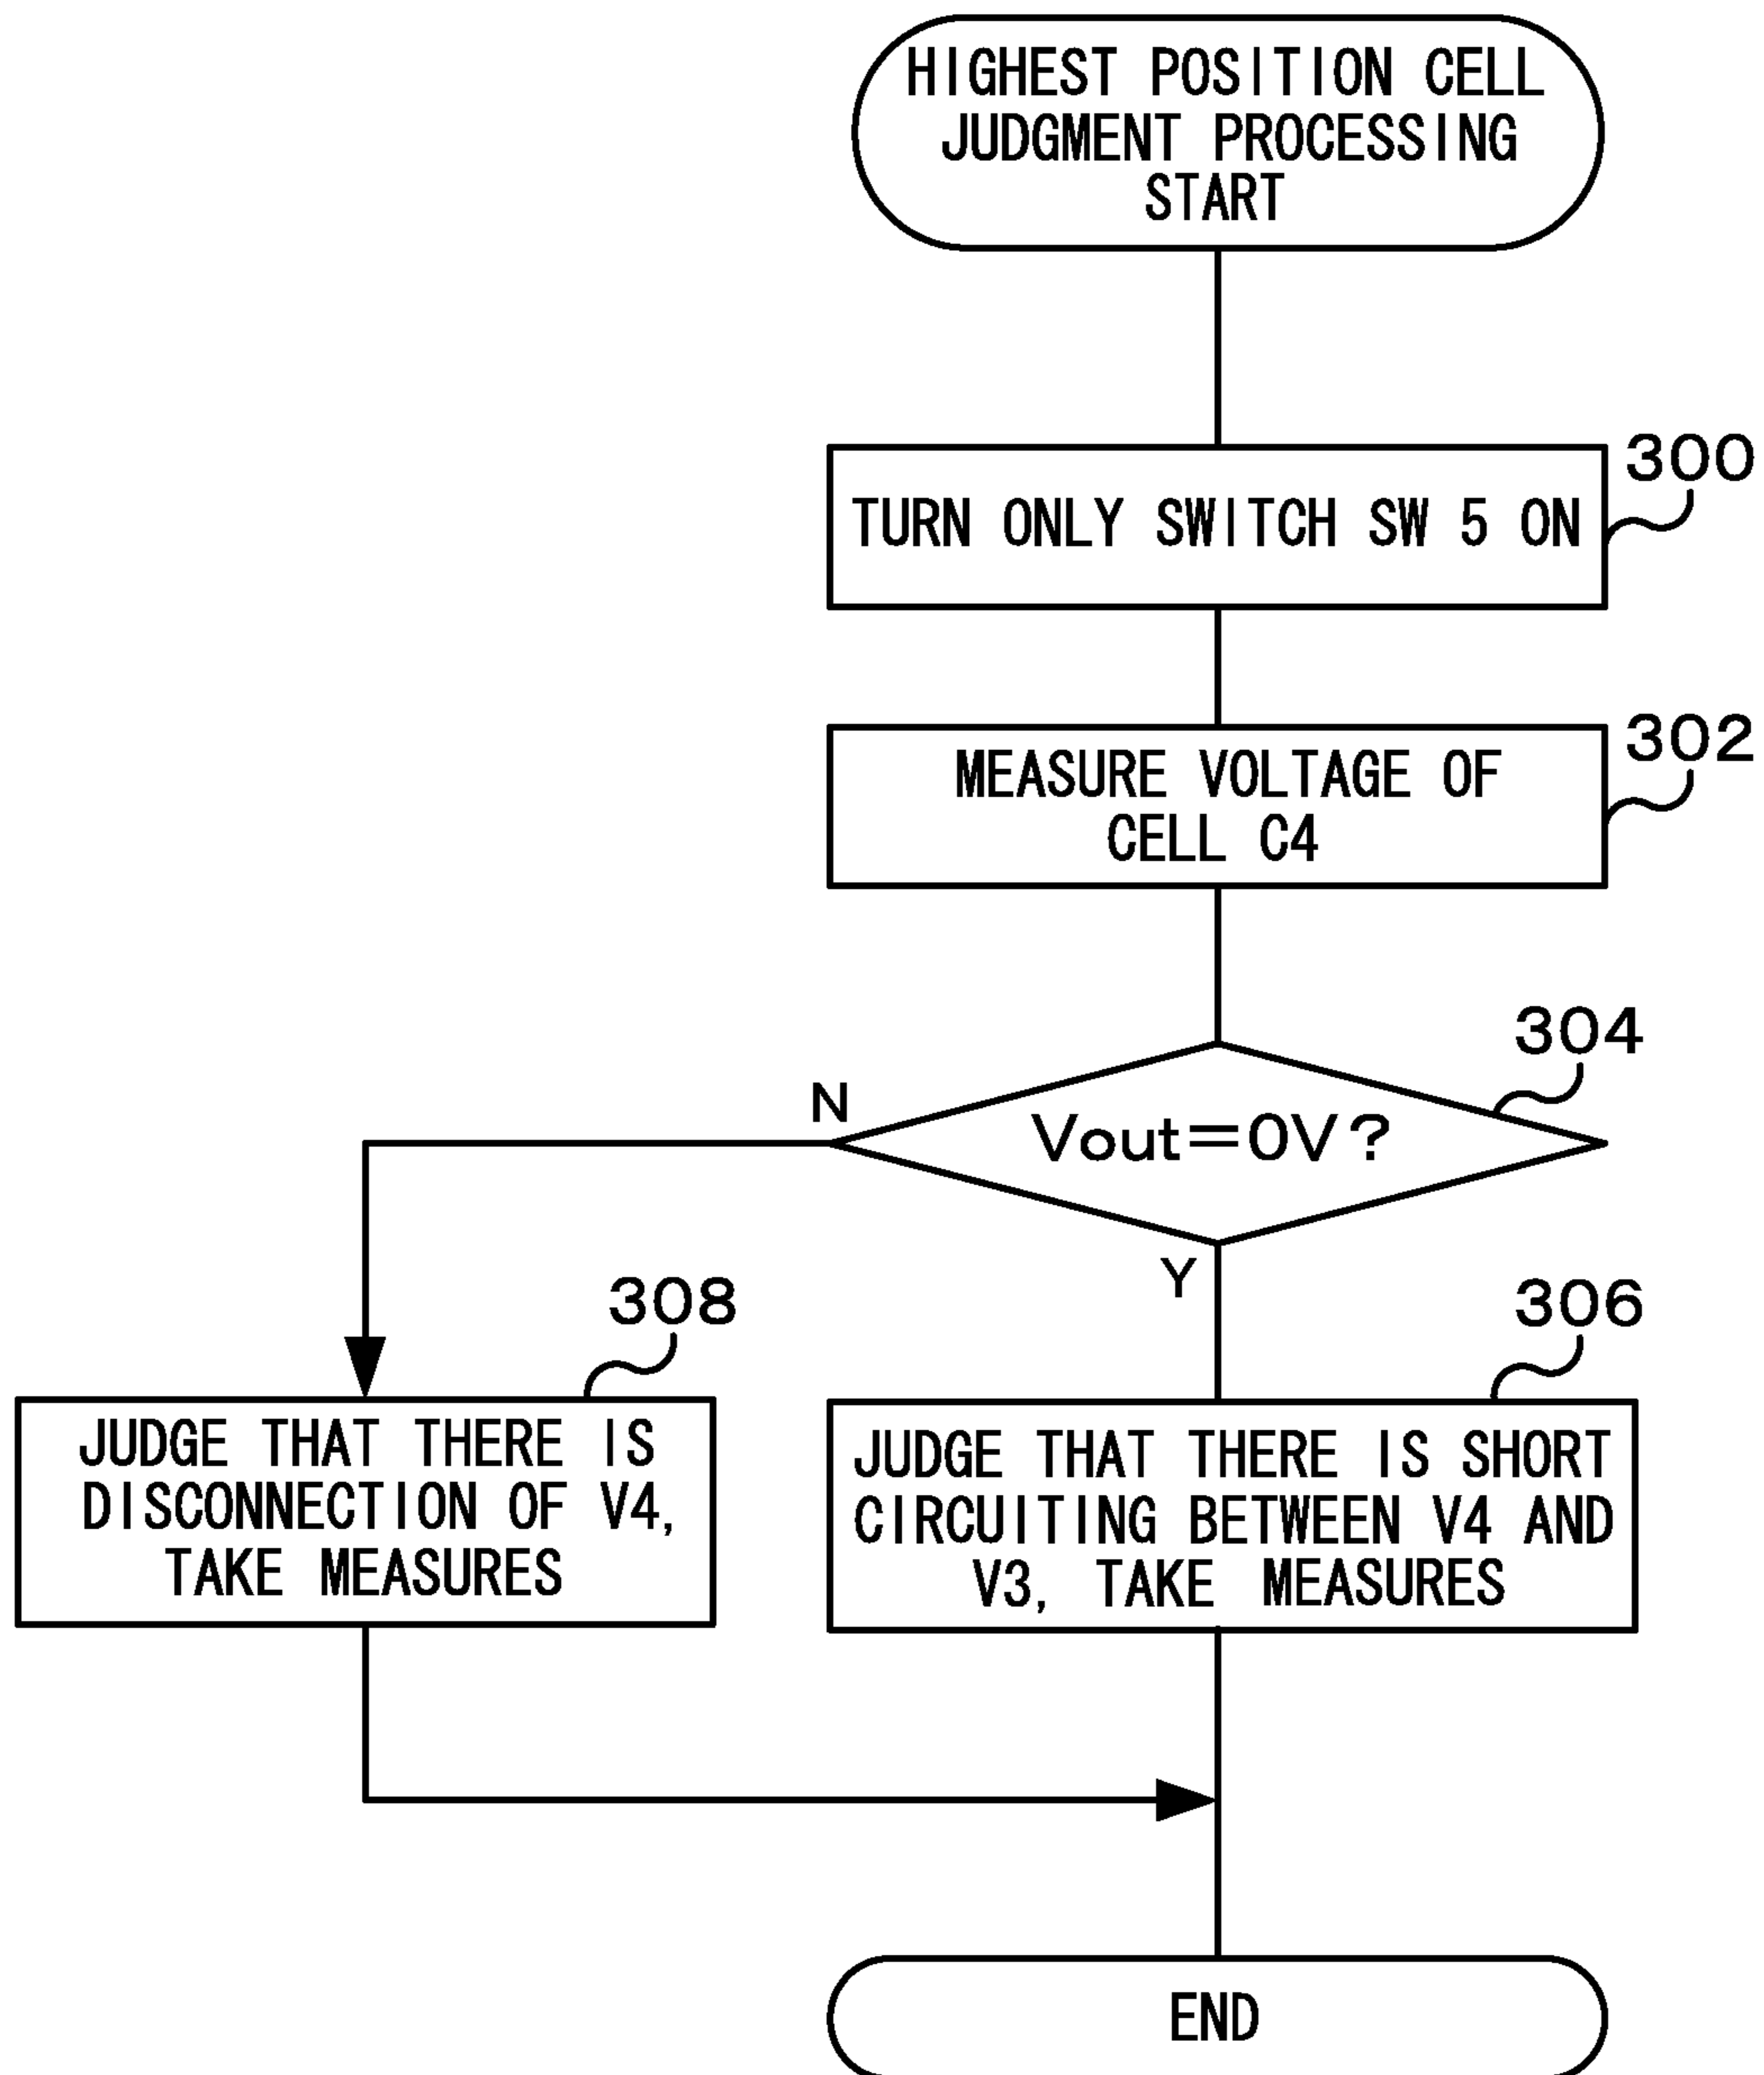 HIGHEST POSITION CELL
JUDGMENT PROCESSING
START
300
TURN ONLY SWITCH SW 5 ON
302
MEASURE VOLTAGE OF
CELL C4
304
N
Vout=0V?
Y
308
306
JUDGE THAT THERE IS
DISCONNECTION OF V4,
TAKE MEASURES
JUDGE THAT THERE IS SHORT
CIRCUITING BETWEEN V4 AND
V3, TAKE MEASURES
END